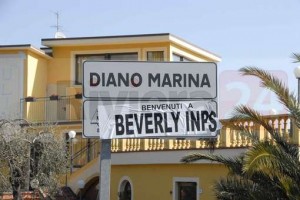 DIANO MARINA
BENVENUTI A
BEVERLY INPS